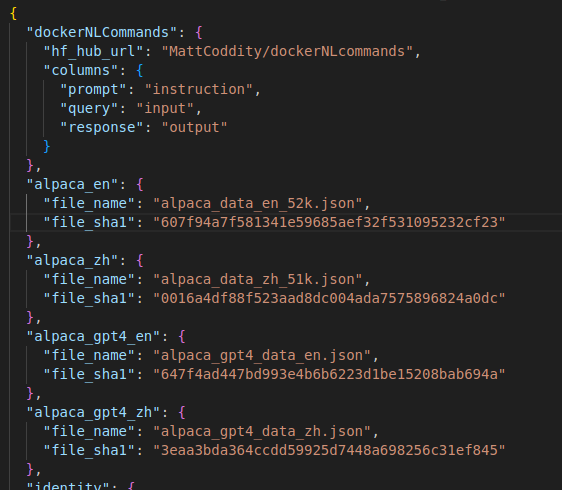 {
  "dockerNLCommands": {
    "hf_hub_url": "MattCoddity/dockerNLcommands",
    "columns": {
      "prompt": "instruction",
      "query": "input",
      "response": "output"
    }
  },
  "alpaca_en": {
    "file_name": "alpaca_data_en_52k.json",
    "file_sha1": "607f94a7f581341e59685aef32f531095232cf23"
  },
  "alpaca_zh": {
    "file_name": "alpaca_data_zh_51k.json",
    "file_sha1": "0016a4df88f523aad8dc004ada7575896824a0dc"
  },
  "alpaca_gpt4_en": {
    "file_name": "alpaca_gpt4_data_en.json",
    "file_sha1": "647f4ad447bd993e4b6b6223d1be15208bab694a"
  },
  "alpaca_gpt4_zh": {
    "file_name": "alpaca_gpt4_data_zh.json",
    "file_sha1": "3eaa3bda364ccdd59925d7448a698256c31ef845"
  },
  "identity": {